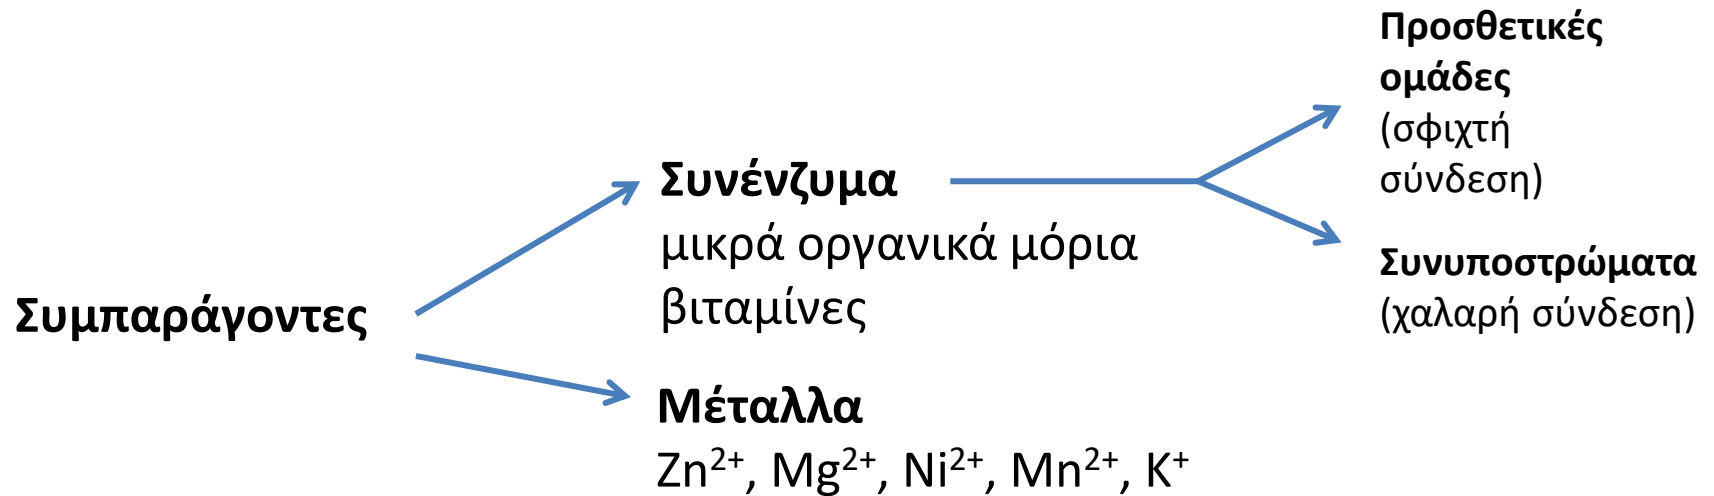 Συμπαράγοντες
Συνένζυμα
μικρά οργανικά μόρια
βιταμίνες
Μέταλλα
Zn²⁺, Mg²⁺, Ni²⁺, Mn²⁺, K⁺
Προσθετικές
ομάδες
(σφιχτή
σύνδεση)
Συνυποστρώματα
(χαλαρή σύνδεση)